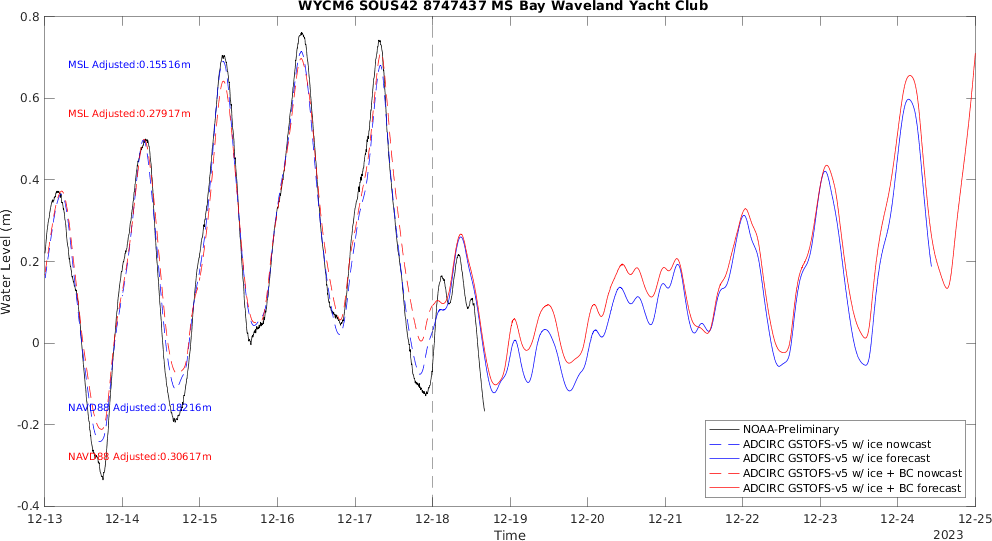 WYCM6 SOUS42 8747437 MS Bay Waveland Yacht Club
0.8
0.6
0.4
0.2
0
-0.2
-0.4
Water Level (m)
MSL Adjusted:0.15516m
MSL Adjusted:0.27917m
NAVD88 Adjusted:0.18216m
NAVD88 Adjusted:0.30617m
NOAA-Preliminary
ADCIRC GSTOFS-v5 w/ ice nowcast
ADCIRC GSTOFS-v5 w/ ice forecast
ADCIRC GSTOFS-v5 w/ ice + BC nowcast
ADCIRC GSTOFS-v5 w/ ice + BC forecast
12-13 12-14 12-15 12-16 12-17 12-18 12-19 12-20 12-21 12-22 12-23 12-24 12-25
Time
2023